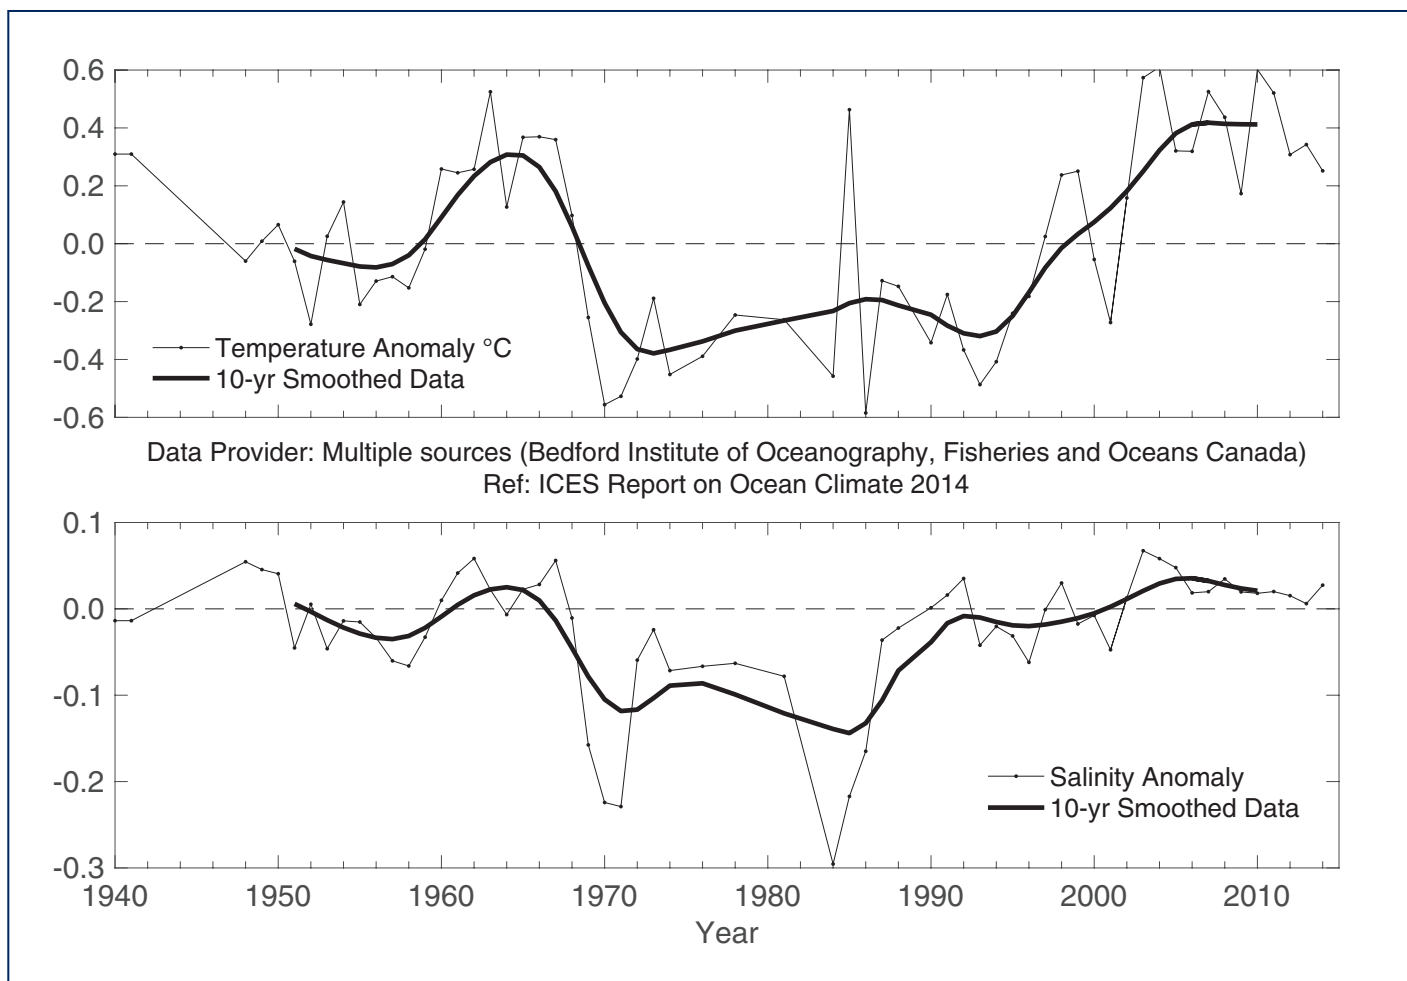 0.6
0.4
0.2
0.0
-0.2
-0.4
-0.6
Temperature Anomaly °C
10-yr Smoothed Data
Data Provider: Multiple sources (Bedford Institute of Oceanography, Fisheries and Oceans Canada)
Ref: ICES Report on Ocean Climate 2014
0.1
0.0
-0.1
-0.2
-0.3
Salinity Anomaly
10-yr Smoothed Data
1940 1950 1960 1970 1980 1990 2000 2010
Year